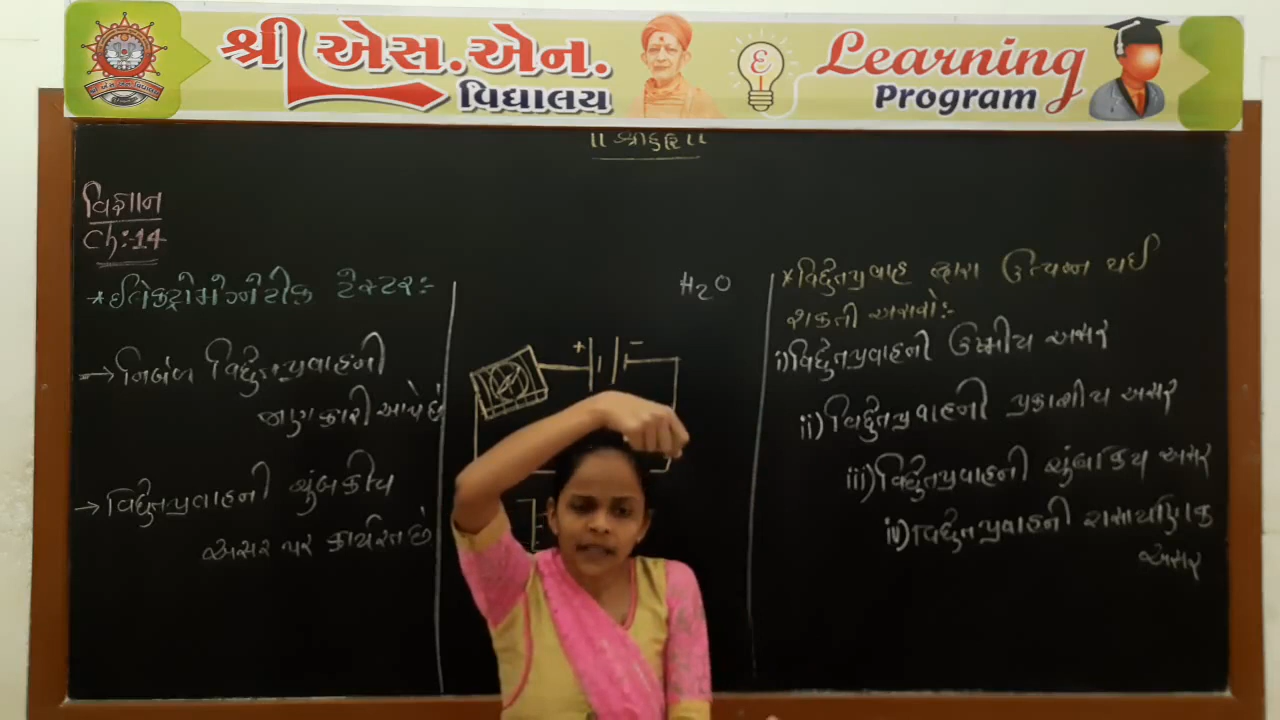 શ્રી એસ.એન.
વિદ્યાલય
ε
Learning
Program
વિજ્ઞાન
Ch:-14
* ઈલેક્ટ્રોમેગ્નેટીક ટેસ્ટર:-
→ નિર્બળ વિદ્યુતપ્રવાહની
જાણકારી આપે છે
→ વિદ્યુતપ્રવાહની ચુંબકીય
અસર પર કાર્યરત છે
H2O
+ -
* વિદ્યુતપ્રવાહ દ્વારા ઉત્પન્ન થઈ
શકતી અસરો:-
i) વિદ્યુતપ્રવાહની ઉષ્મીય અસર
ii) વિદ્યુતપ્રવાહની પ્રકાશીય અસર
iii) વિદ્યુતપ્રવાહની ચુંબકિય અસર
iv) વિદ્યુતપ્રવાહની રાસાયણિક
અસર